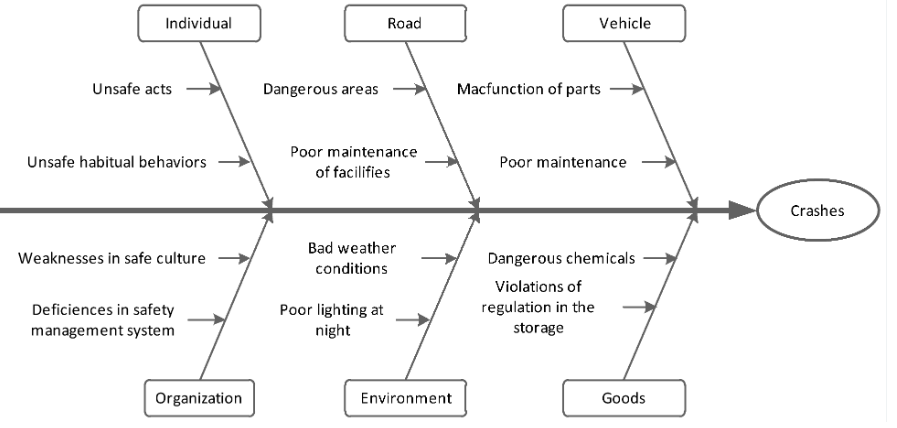 Individual
Road
Vehicle
Unsafe acts
Dangerous areas
Macfunction of parts
Unsafe habitual behaviors
Poor maintenance
of facilifies
Poor maintenance
Crashes
Weaknesses in safe culture
Bad weather
conditions
Dangerous chemicals
Deficiences in safety
management system
Poor lighting at
night
Violations of
regulation in the
storage
Organization
Environment
Goods